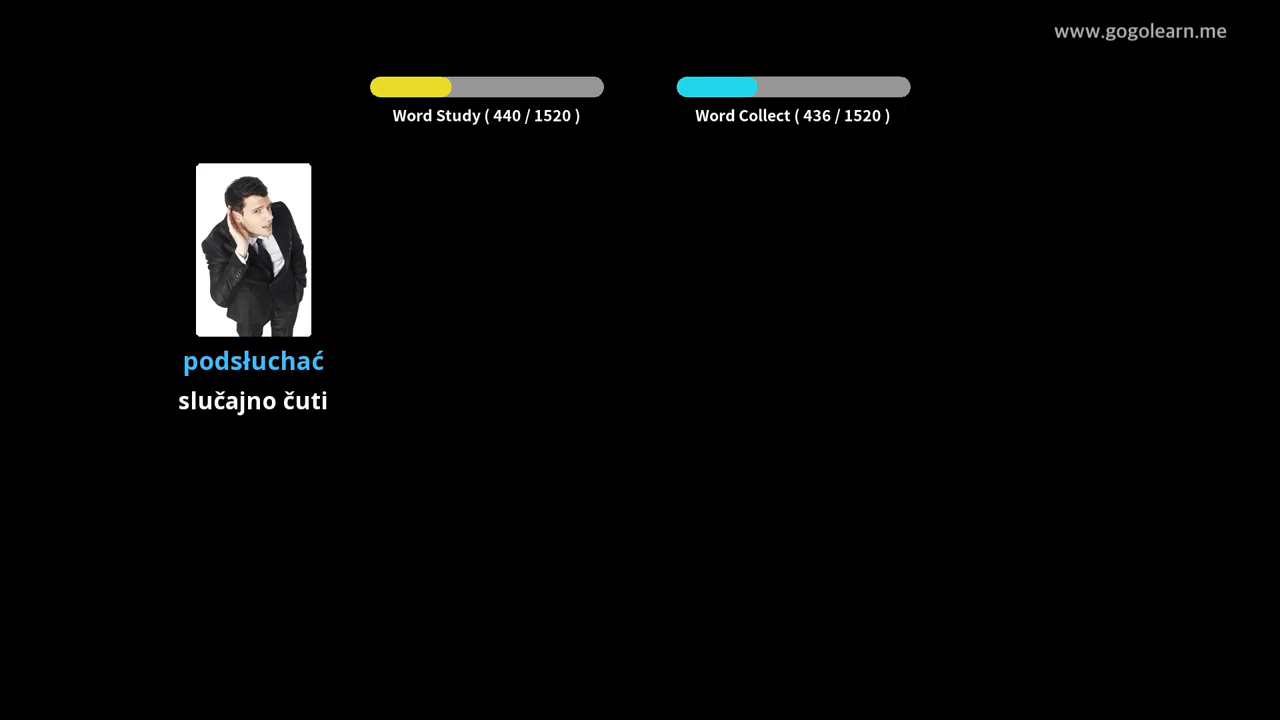 www.gogolearn.me
Word Study ( 440 / 1520 )
Word Collect ( 436 / 1520 )
podsłuchać
slučajno čuti